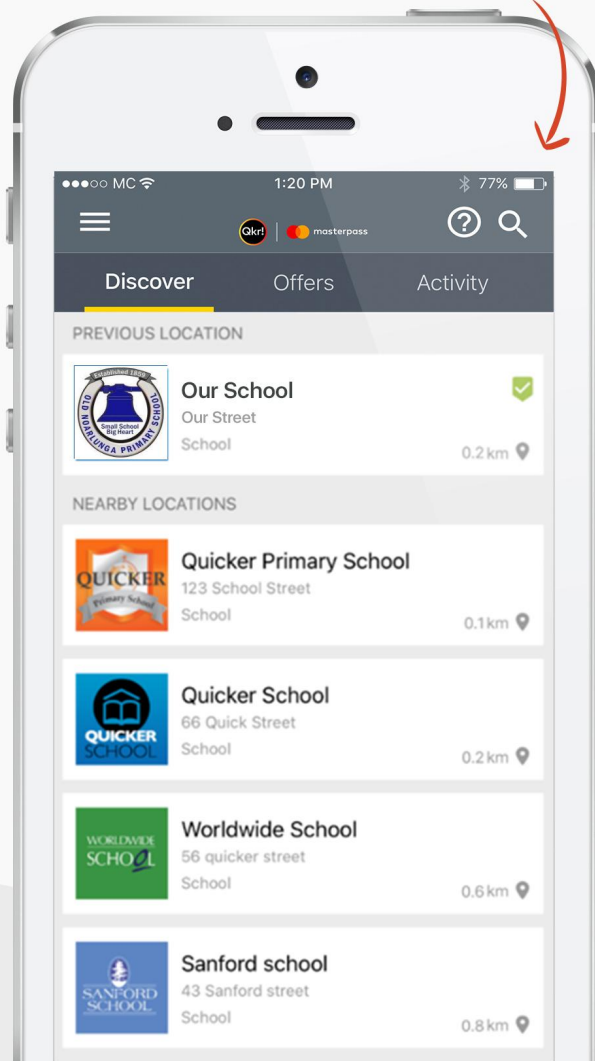 MC
1:20 PM
77%
Qkr!
masterpass
Discover
Offers
Activity
PREVIOUS LOCATION
Established 1859
OLD NOARLUNGA PRIMARY SCHOOL
Small School
Big Heart
Our School
Our Street
School
0.2 km
NEARBY LOCATIONS
QUICKER
Primary School
Quicker Primary School
123 School Street
School
0.1 km
QUICKER
SCHOOL
Quicker School
66 Quick Street
School
0.2 km
WORLDWIDE
SCHOOL
Worldwide School
56 quicker street
School
0.6 km
SANFORD
SCHOOL
Sanford school
43 Sanford street
School
0.8 km